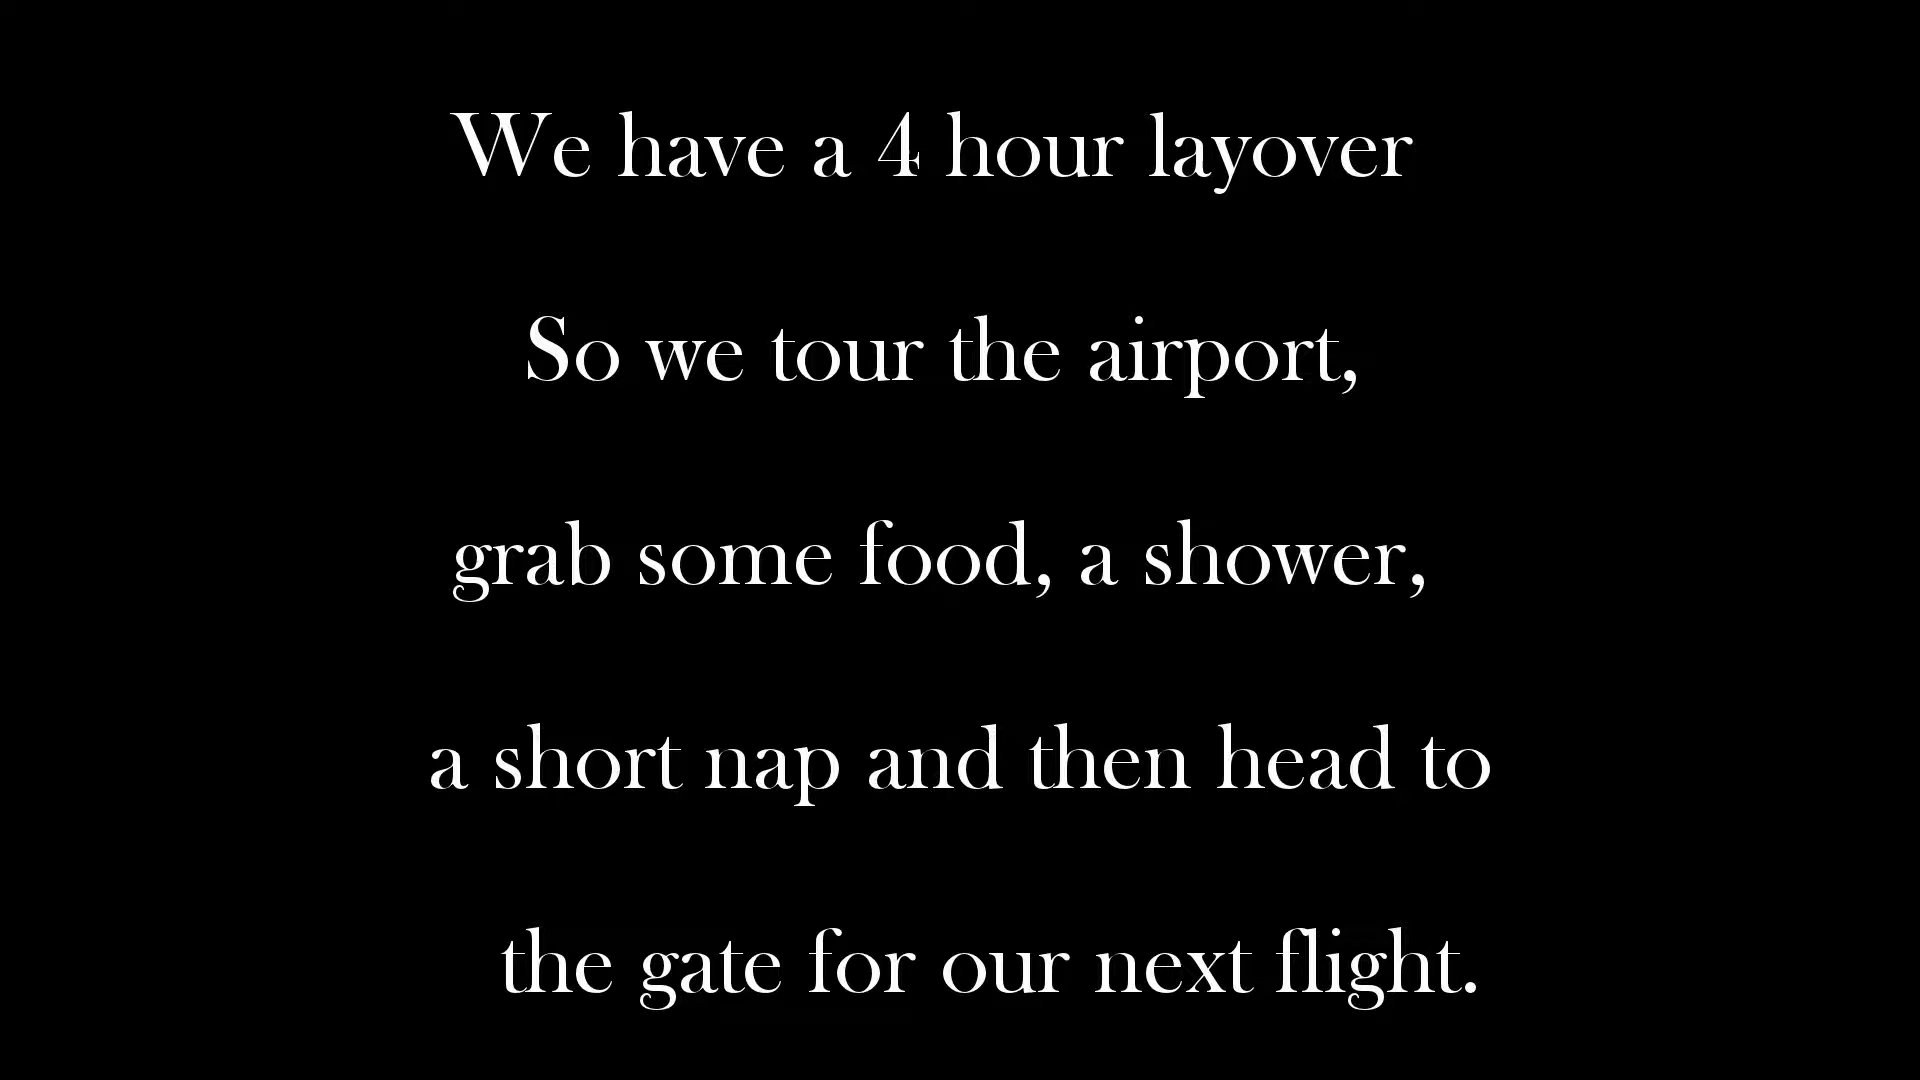 We have a 4 hour layover
So we tour the airport,
grab some food, a shower,
a short nap and then head to
the gate for our next flight.